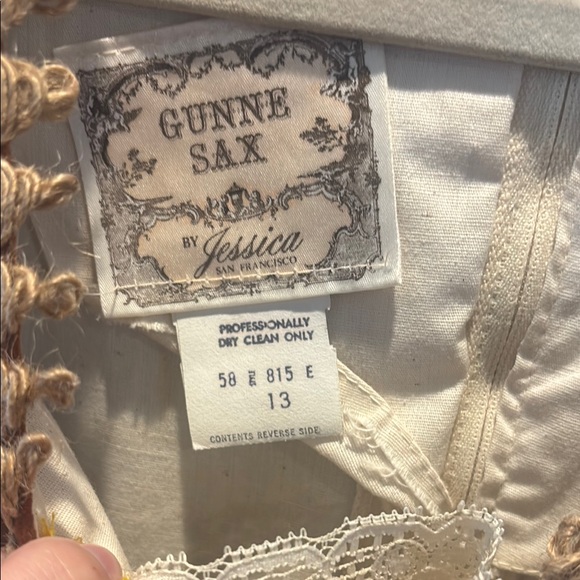 GUNNE
SAX
BY Jessica
SAN FRANCISCO
PROFESSIONALLY
DRY CLEAN ONLY
58 815 E
13
CONTENTS REVERSE SIDE